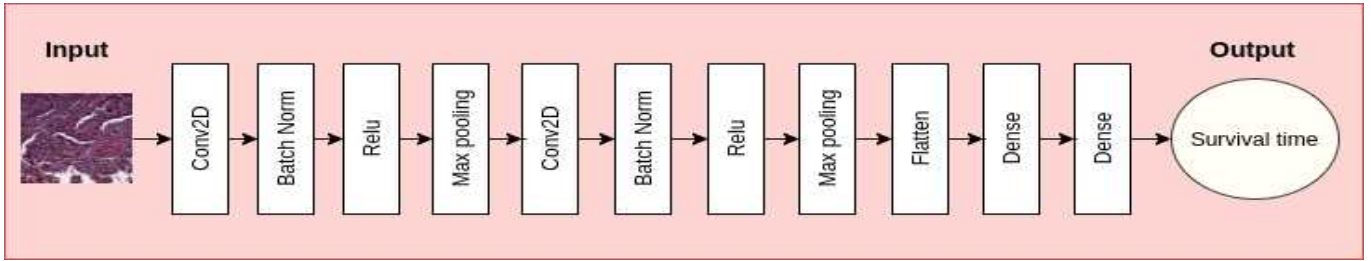 Input
Conv2D
Batch Norm
Relu
Max pooling
Conv2D
Batch Norm
Relu
Max pooling
Flatten
Dense
Dense
Output
Survival time